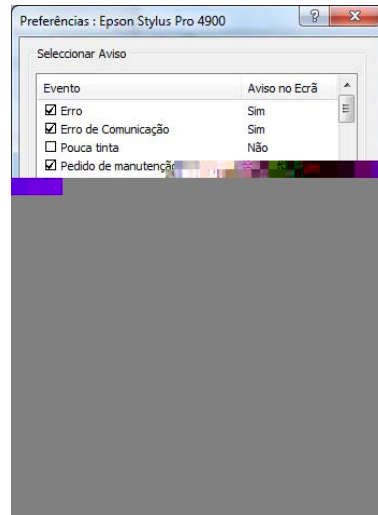 Preferências : Epson Stylus Pro 4900
Seleccionar Aviso
Evento Aviso no Ecrã
Erro Sim
Erro de Comunicação Sim
Pouca tinta Não
Pedido de manutenção